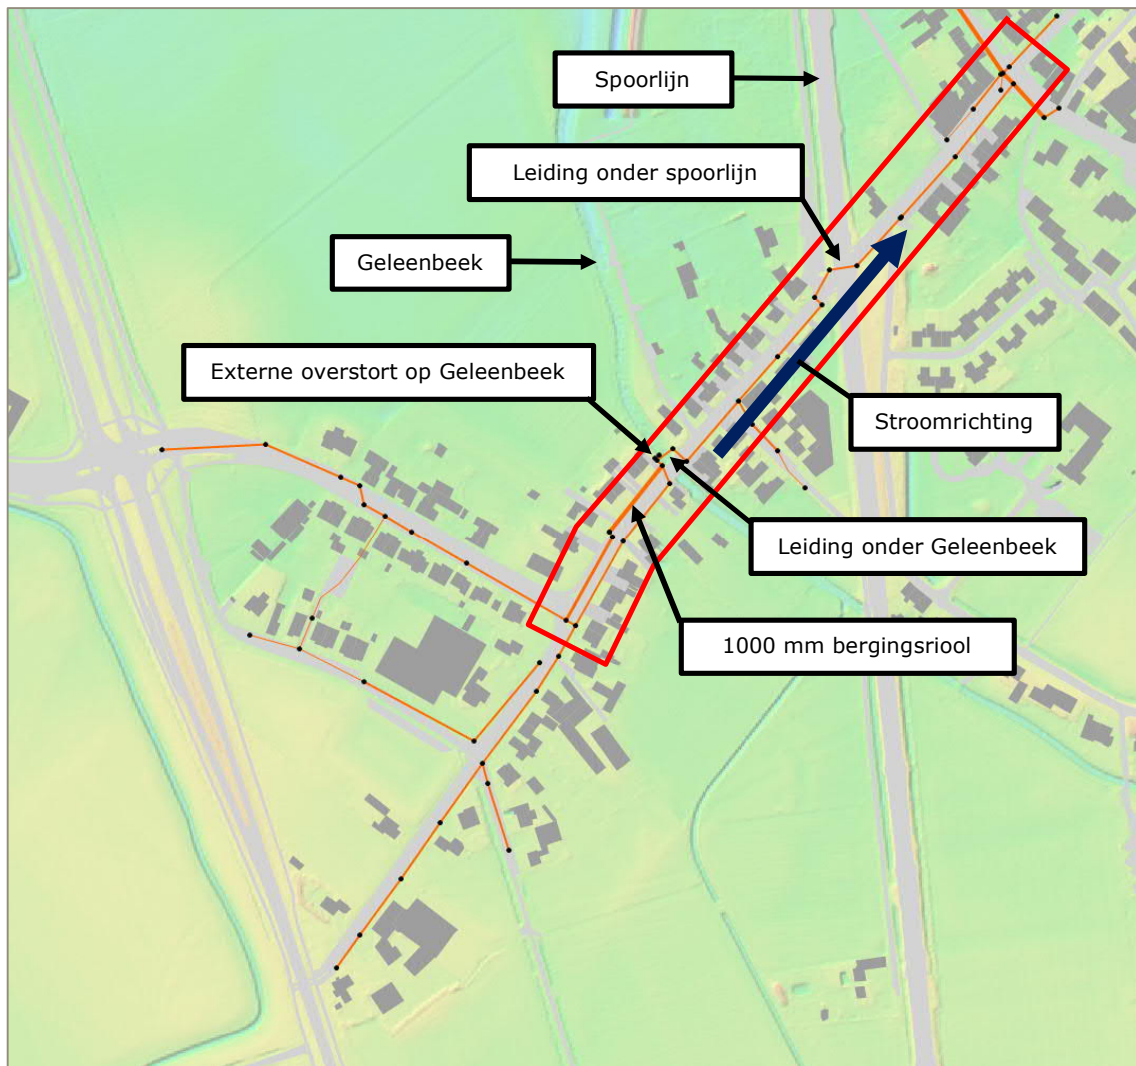 Spoorlijn
Leiding onder spoorlijn
Geleenbeek
Externe overstort op Geleenbeek
Stroomrichting
Leiding onder Geleenbeek
1000 mm bergingsriool